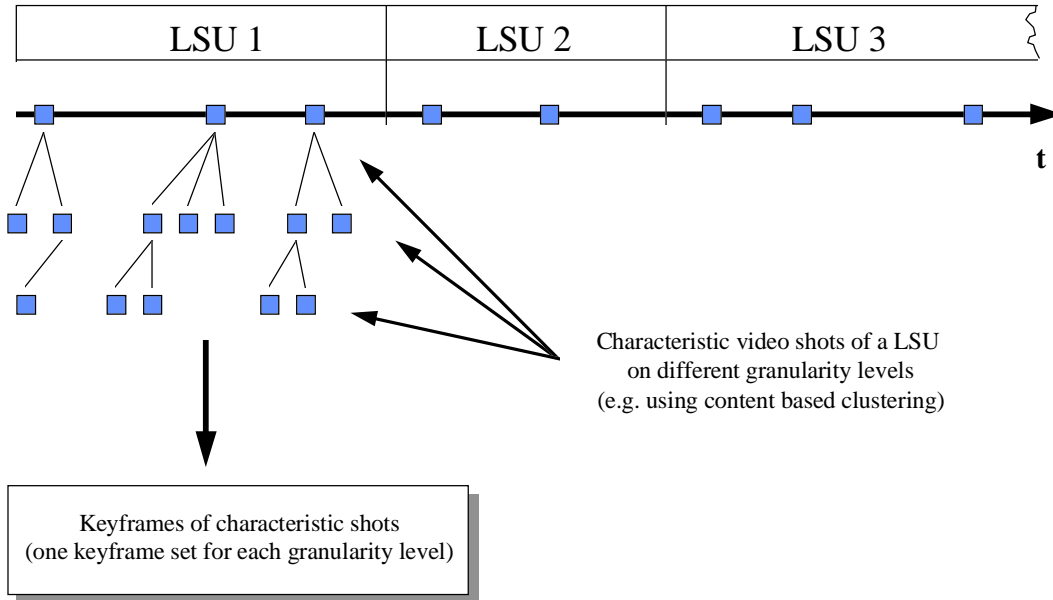 LSU 1
LSU 2
LSU 3
t
Characteristic video shots of a LSU
on different granularity levels
(e.g. using content based clustering)
Keyframes of characteristic shots
(one keyframe set for each granularity level)